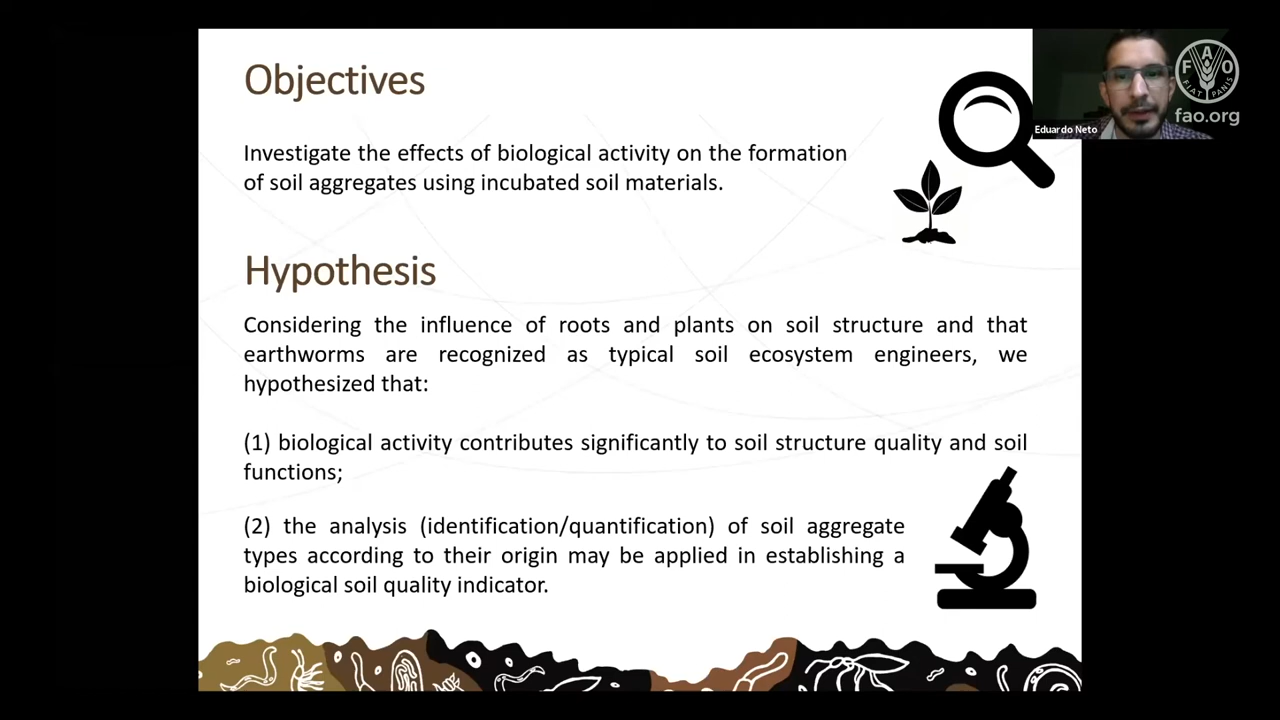 Objectives
Investigate the effects of biological activity on the formation
of soil aggregates using incubated soil materials.
Hypothesis
Considering the influence of roots and plants on soil structure and that
earthworms are recognized as typical soil ecosystem engineers, we
hypothesized that:
(1) biological activity contributes significantly to soil structure quality and soil
functions;
(2) the analysis (identification/quantification) of soil aggregate
types according to their origin may be applied in establishing a
biological soil quality indicator.
Eduardo Neto
F A O
FIAT PANIS
fao.org